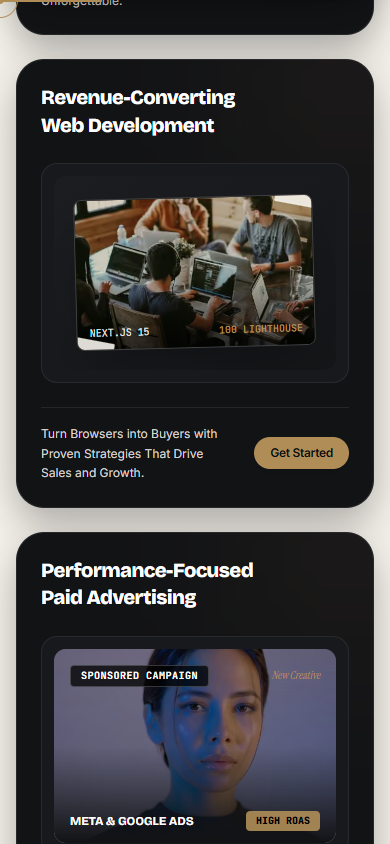 Unforgettable.
Revenue-Converting
Web Development
NEXT.JS 15
100 LIGHTHOUSE
Turn Browsers into Buyers with
Proven Strategies That Drive
Sales and Growth.
Get Started
Performance-Focused
Paid Advertising
SPONSORED CAMPAIGN
New Creative
META & GOOGLE ADS
HIGH ROAS